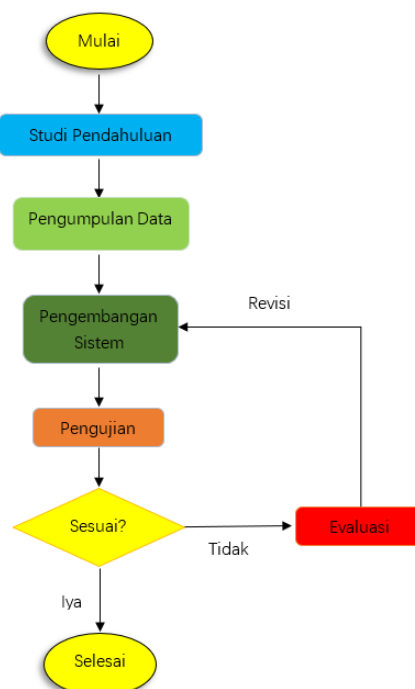 Mulai
Studi Pendahuluan
Pengumpulan Data
Revisi
Pengembangan
Sistem
Pengujian
Sesuai?
Evaluasi
Tidak
Iya
Selesai